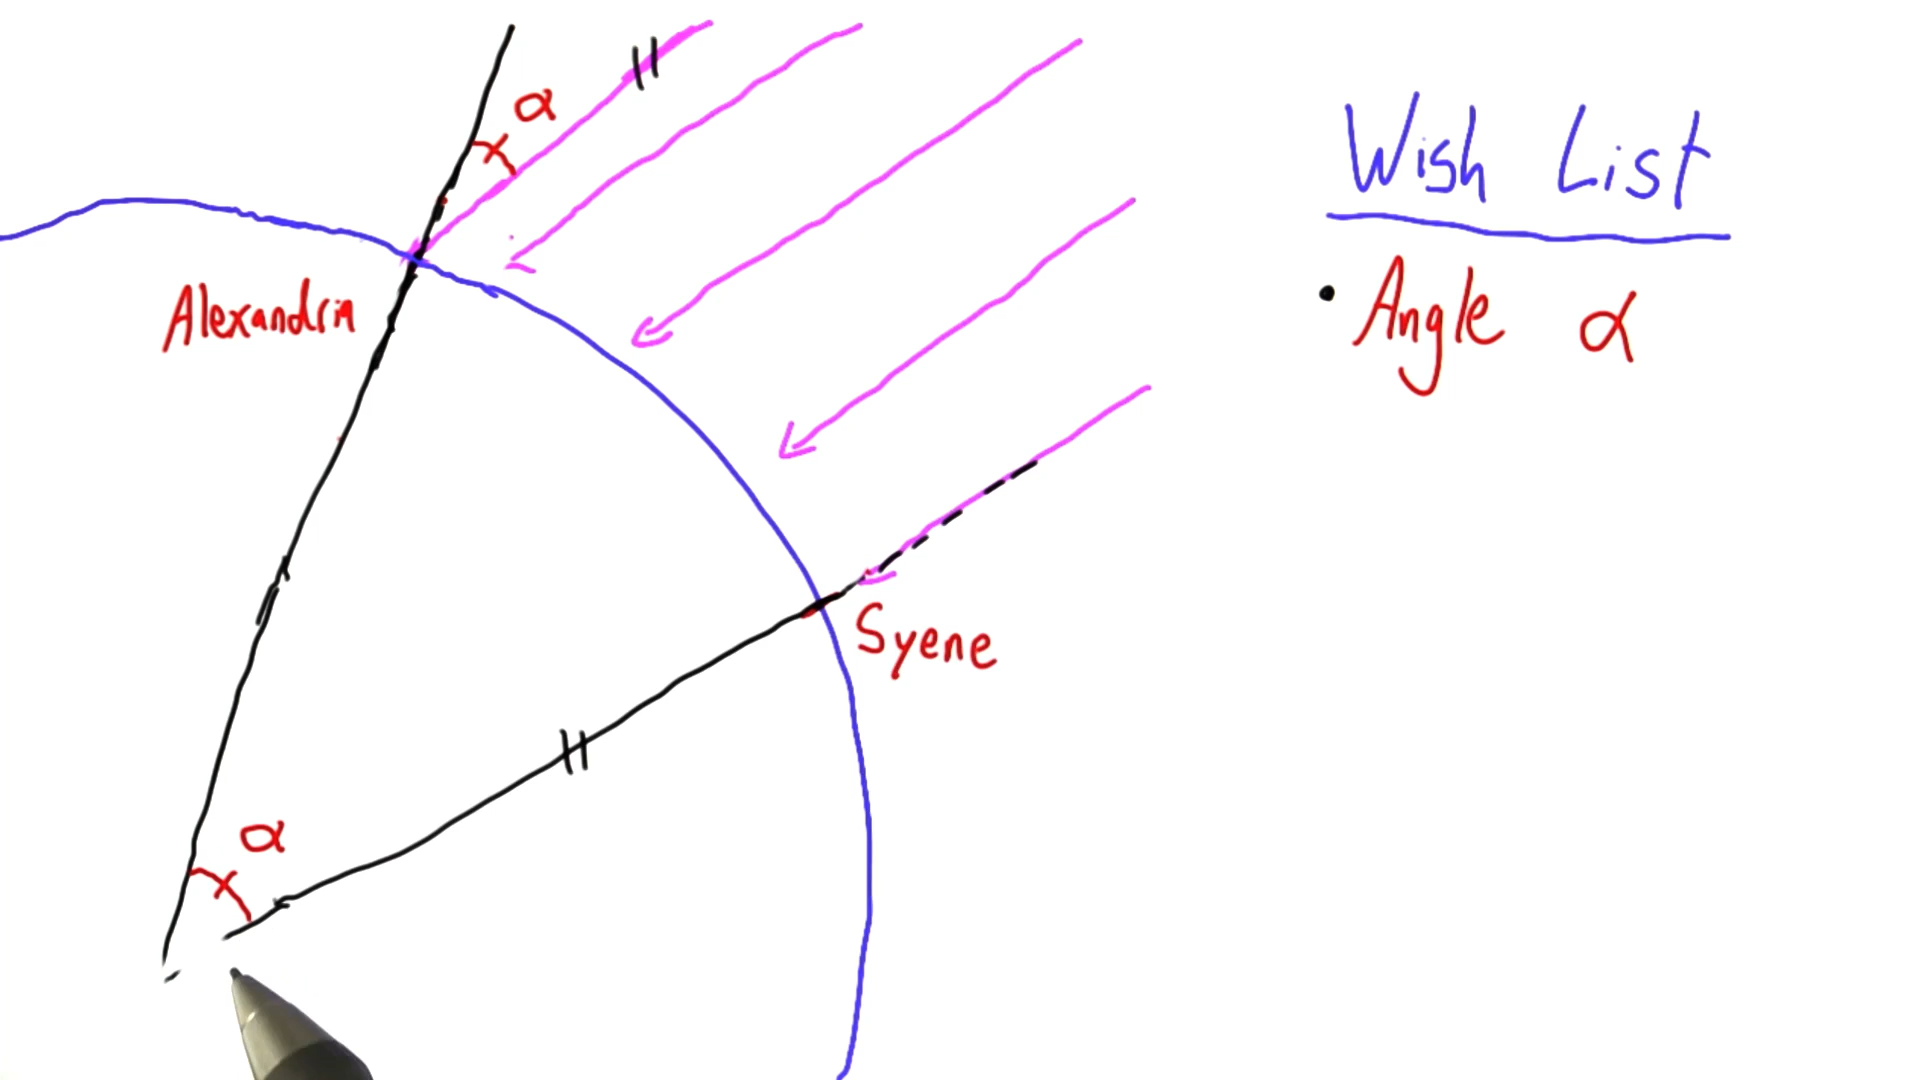 α
Wish List
Alexandria
• Angle α
Syene
α